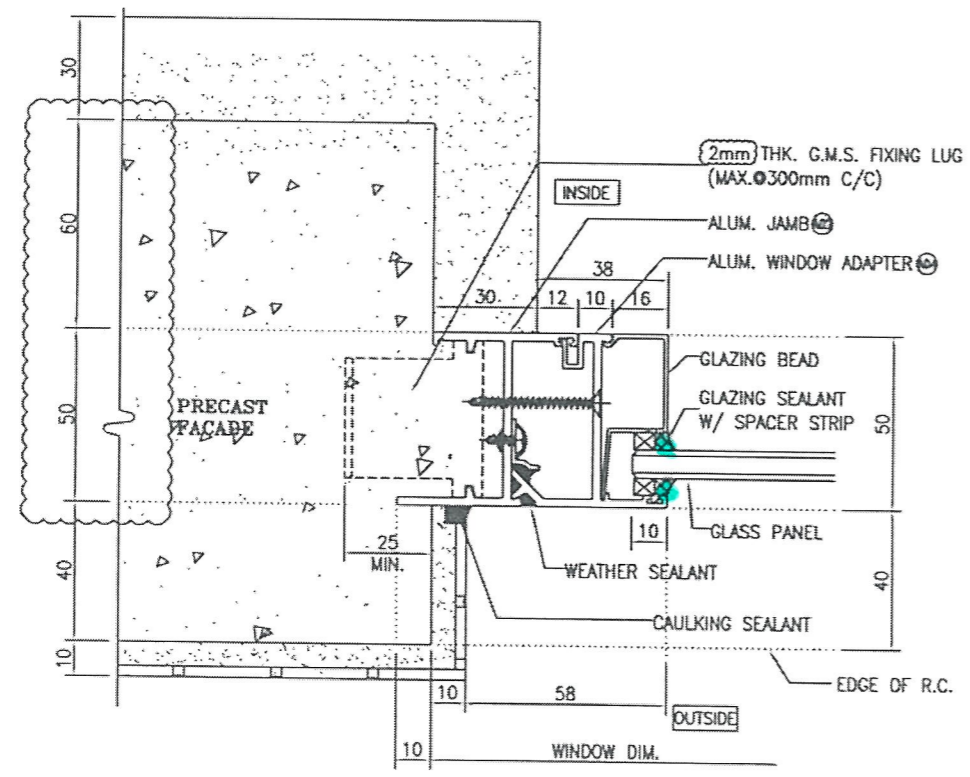 30
60
50
40
10
PRECAST
FACADE
2mm THK. G.M.S. FIXING LUG
(MAX.@300mm C/C)
INSIDE
ALUM. JAMB
38
ALUM. WINDOW ADAPTER
30
12
10
16
GLAZING BEAD
GLAZING SEALANT
W/ SPACER STRIP
50
10
GLASS PANEL
25
MIN.
WEATHER SEALANT
40
CAULKING SEALANT
EDGE OF R.C.
10
58
OUTSIDE
10
WINDOW DIM.